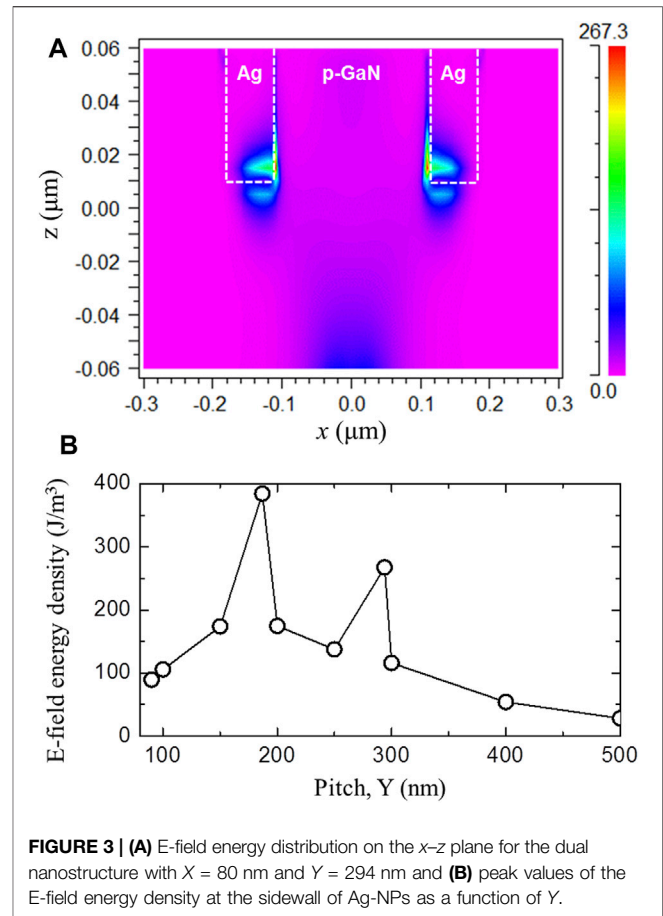 A
267.3
0.06
0.04
0.02
0.00
-0.02
-0.04
-0.06
z (μm)
Ag
p-GaN
Ag
0.0
-0.3
-0.2
-0.1
0.0
0.1
0.2
0.3
x (μm)
B
400
300
200
100
0
E-field energy density (J/m³)
100
200
300
400
500
Pitch, Y (nm)
FIGURE 3 | (A) E-field energy distribution on the x–z plane for the dual
nanostructure with X = 80 nm and Y = 294 nm and (B) peak values of the
E-field energy density at the sidewall of Ag-NPs as a function of Y.